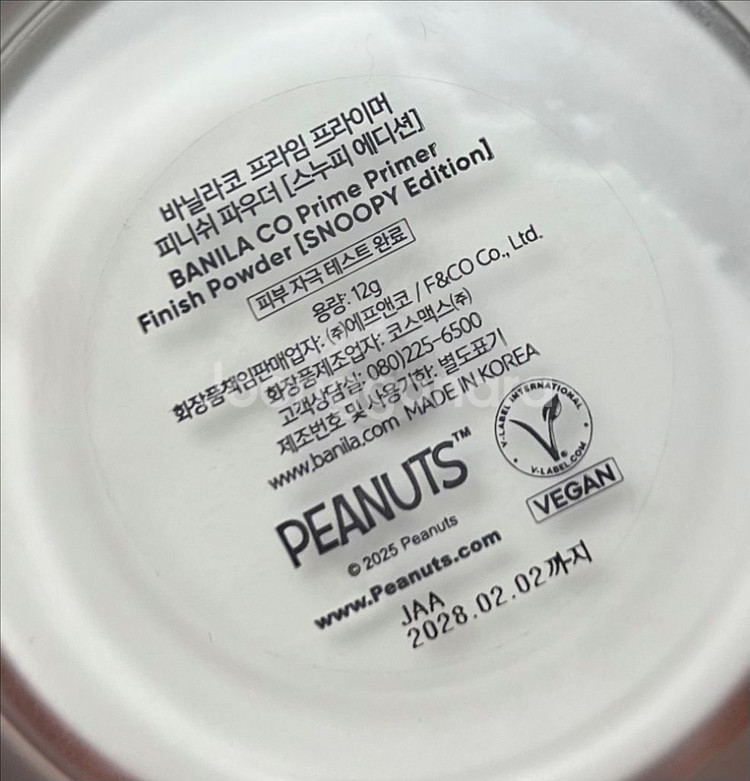 바닐라코 프라임 프라이머
피니쉬 파우더 [스누피 에디션]
BANILA CO Prime Primer
Finish Powder [SNOOPY Edition]
피부 자극 테스트 완료
용량: 12g
화장품책임판매업자: (주)에프앤코 / F&CO Co., Ltd.
화장품제조업자: 코스맥스(주)
고객상담실: 080)225-6500
제조번호 및 사용기한: 별도표기
www.banila.com MADE IN KOREA
V-LABEL INTERNATIONAL
V-LABEL.COM
VEGAN
PEANUTS™
© 2025 Peanuts
www.Peanuts.com
JAA
2028.02.02까지